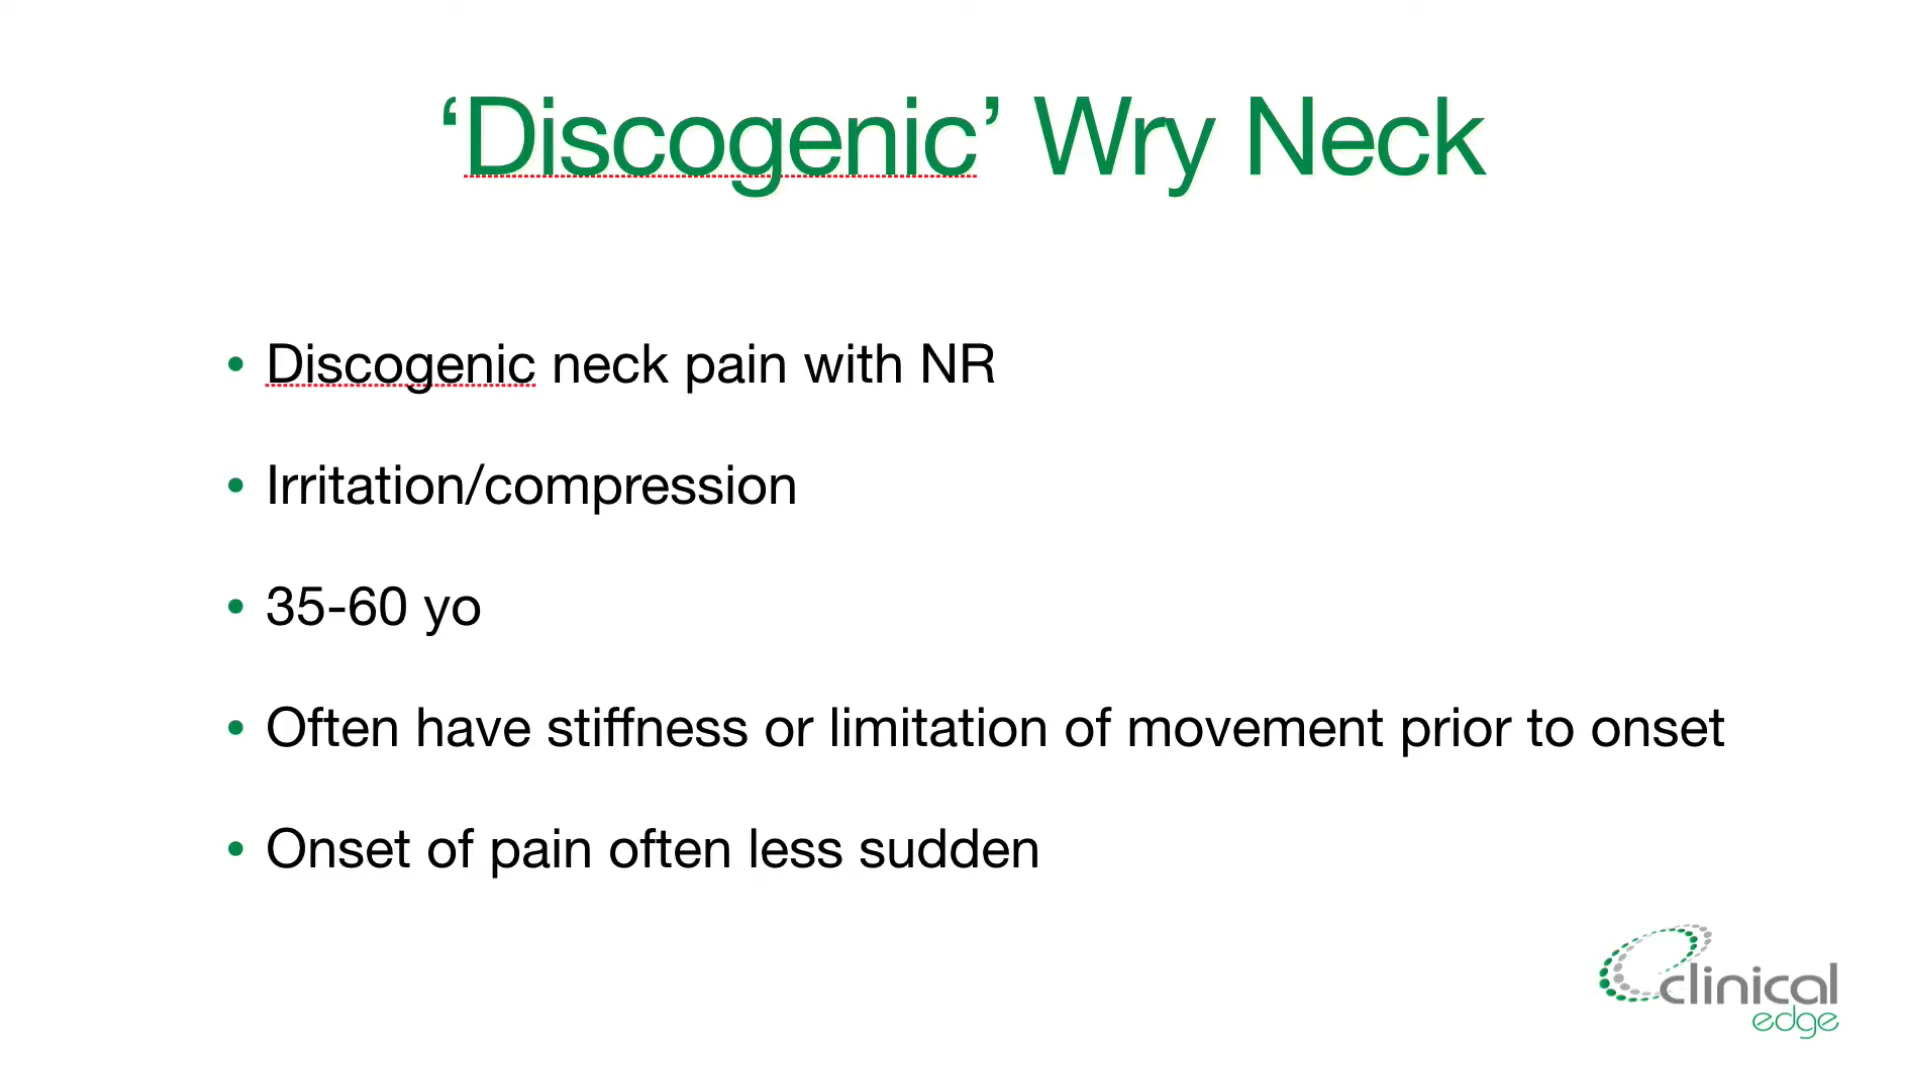 ‘Discogenic’ Wry Neck
• Discogenic neck pain with NR
• Irritation/compression
• 35-60 yo
• Often have stiffness or limitation of movement prior to onset
• Onset of pain often less sudden
clinical
edge